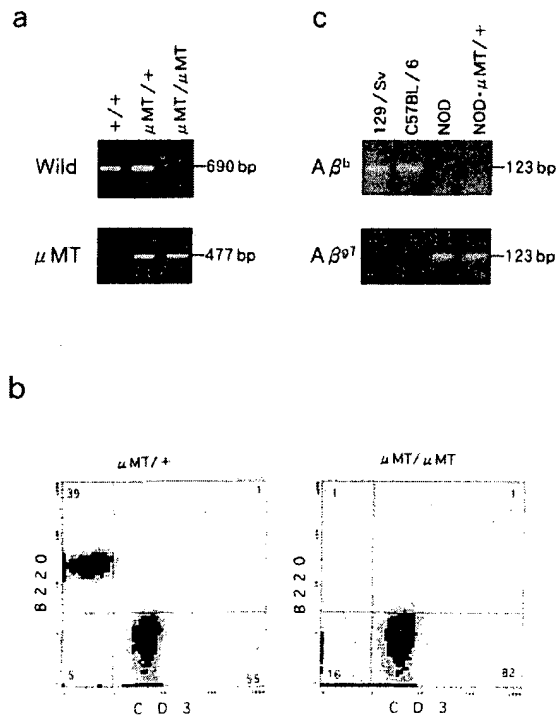 a
+/+ μMT/+ μMT/μMT
Wild 690 bp
μMT 477 bp
c
129/Sv C57BL/6 NOD NOD-μMT/+
Aβᵇ 123 bp
Aβᵍ⁷ 123 bp
b
μMT/+
39 1
B220
5 55
CD3
μMT/μMT
1 1
B220
16 82
CD3